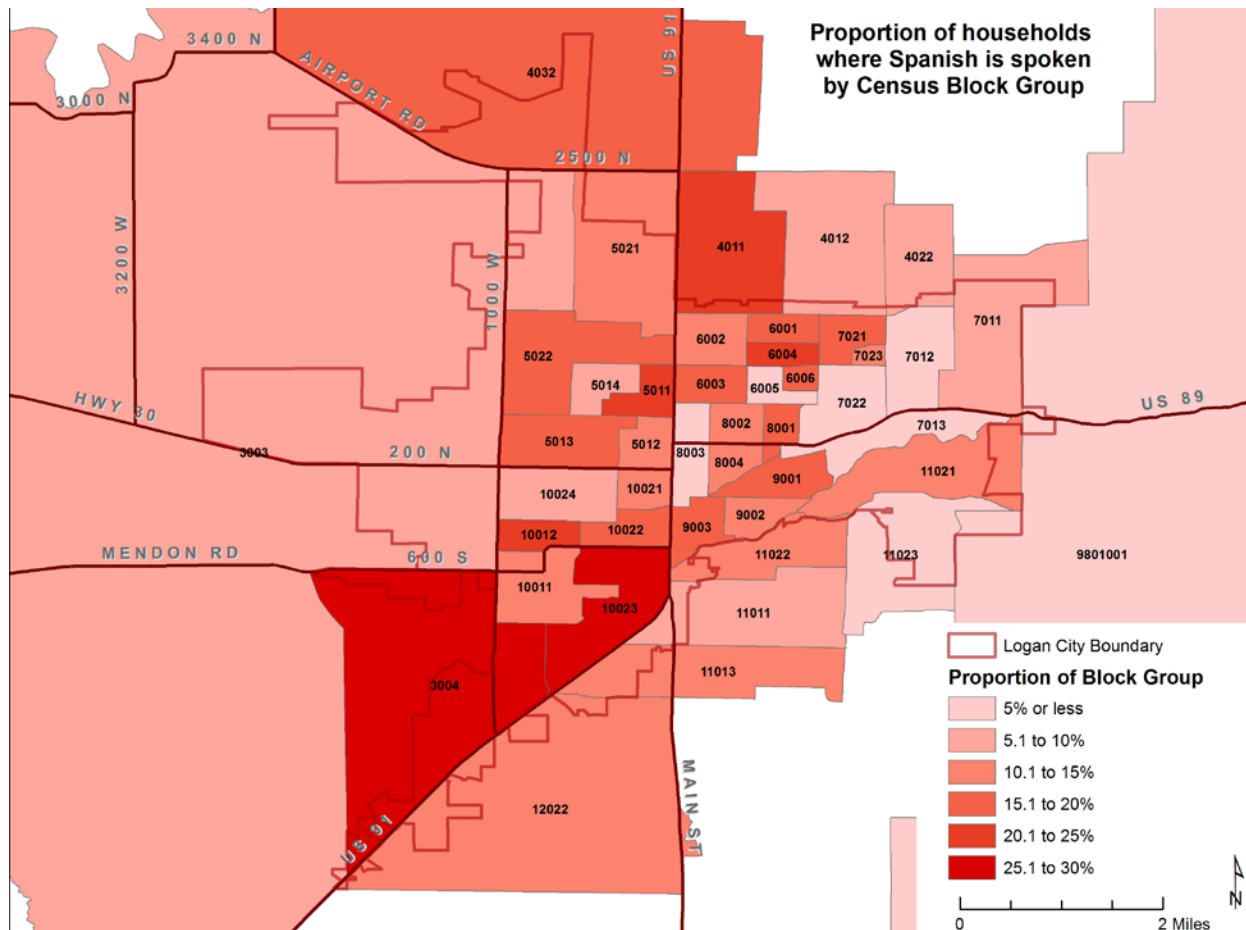 Proportion of households
where Spanish is spoken
by Census Block Group
3400 N
US 91
AIRPORT RD
4032
3000 N
2500 N
3200 W
1000 W
5021
4011
4012
4022
7011
6002
6001
7021
5022
6004
7023
7012
5014
5011
6003
6005
6006
7022
US 89
HWY 30
5013
5012
8002
8001
7013
3003
200 N
8003
8004
11021
9001
10024
10021
10012
10022
9003
9002
MENDON RD
600 S
11022
11023
9801001
10011
10023
11011
3004
11013
12022
US 91
MAIN ST
Logan City Boundary
Proportion of Block Group
5% or less
5.1 to 10%
10.1 to 15%
15.1 to 20%
20.1 to 25%
25.1 to 30%
N
0
2 Miles